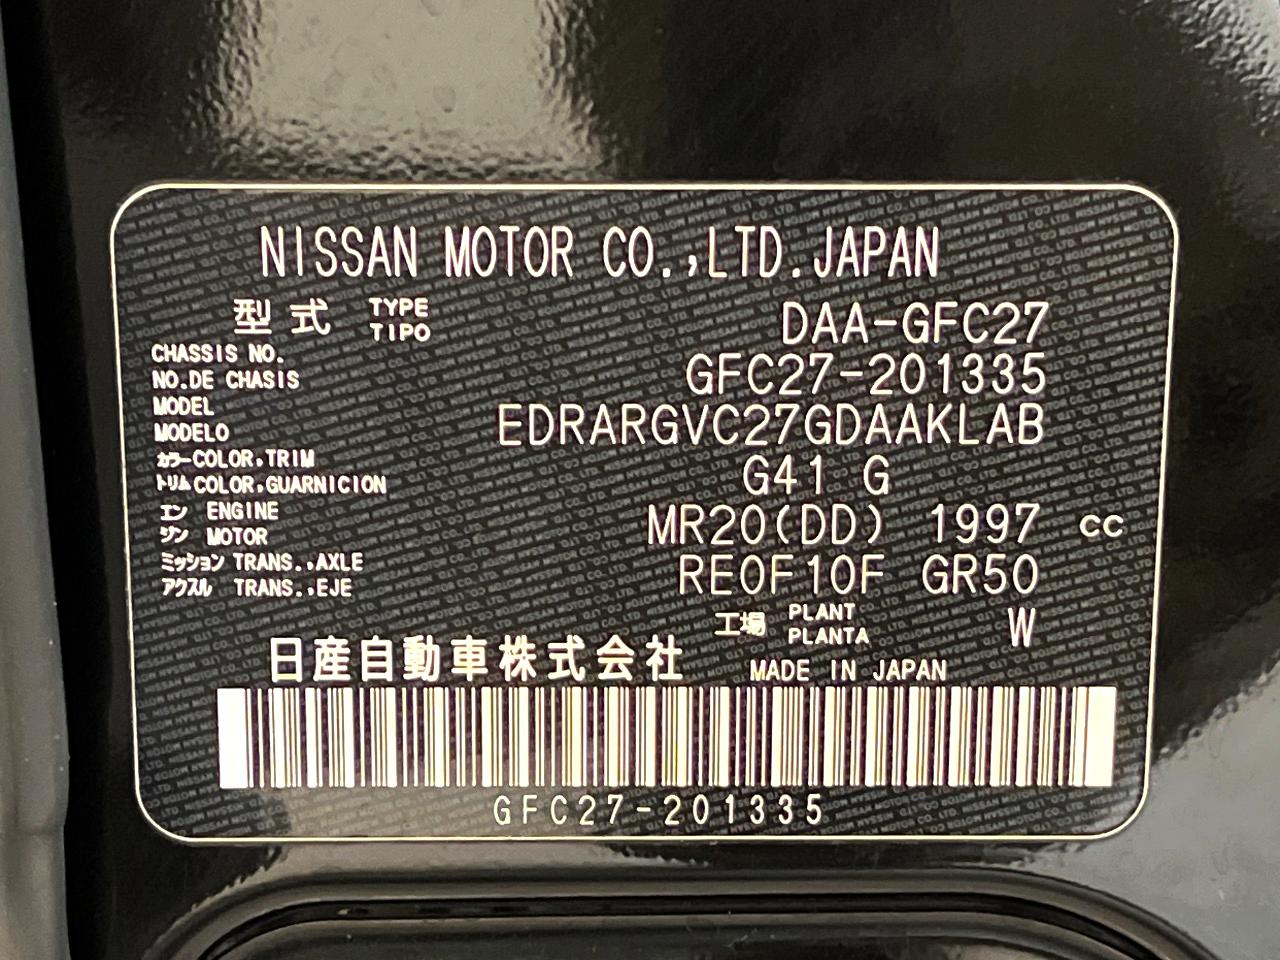 NISSAN MOTOR CO.,LTD.JAPAN
型式 TYPE TIPO DAA-GFC27
CHASSIS NO.
NO.DE CHASIS GFC27-201335
MODEL
MODELO EDRARGVC27GDAAKLAB
カラー COLOR,TRIM
トリム COLOR,GUARNICION G41 G
エン ENGINE
ジン MOTOR MR20(DD) 1997 CC
ミッション TRANS.,AXLE
アクスル TRANS.,EJE RE0F10F GR50
工場 PLANT PLANTA W
日産自動車株式会社 MADE IN JAPAN
GFC27-201335